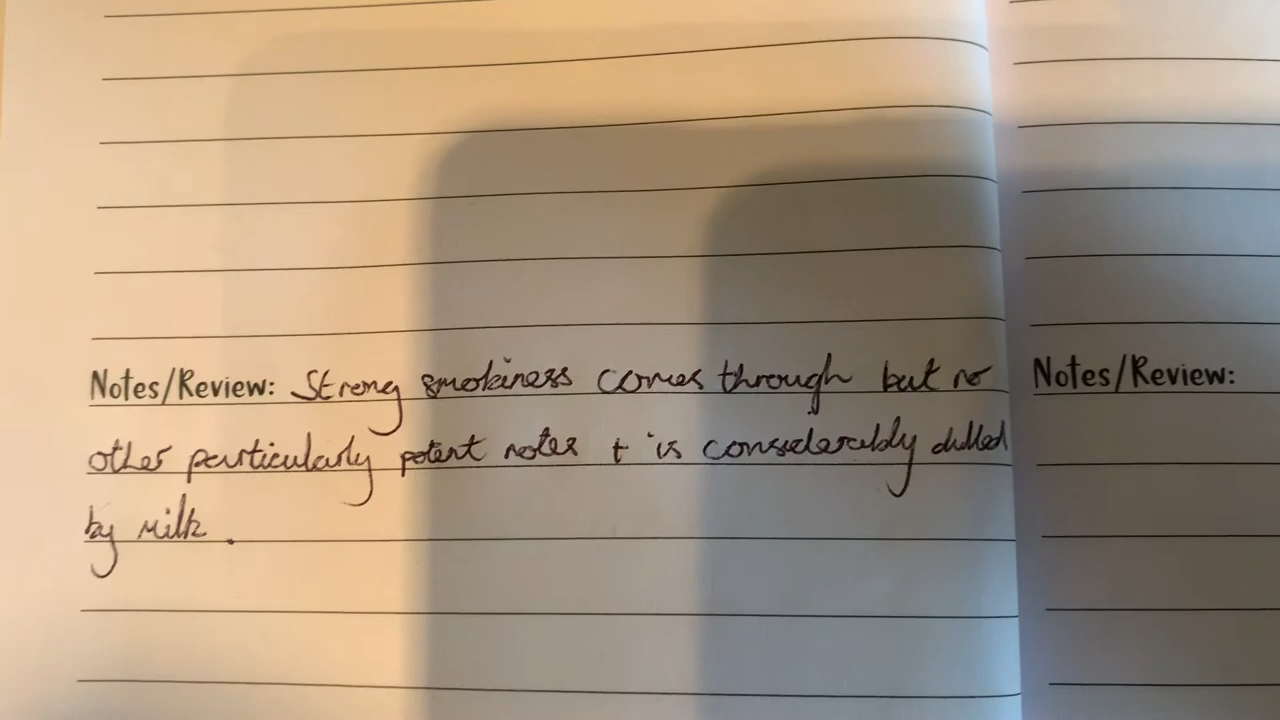 Notes/Review: Strong smokiness comes through but no
other particularly potent notes + is considerably dulled
by milk.
Notes/Review: